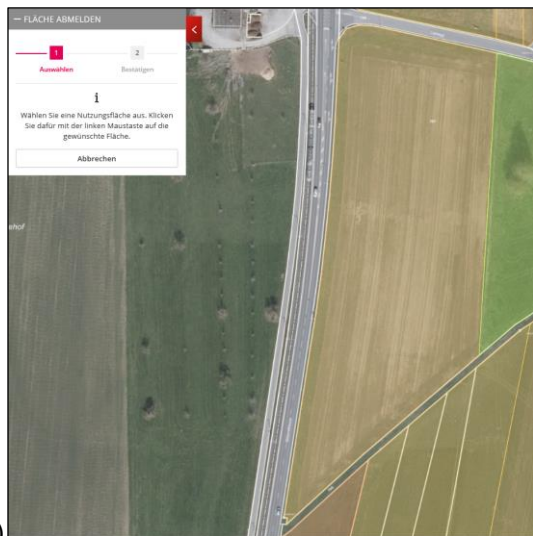 — FLÄCHE ABMELDEN
<
1
2
Auswählen
Bestätigen
i
Wählen Sie eine Nutzungsfläche aus. Klicken
Sie dafür mit der linken Maustaste auf die
gewünschte Fläche.
Abbrechen
ehof
)